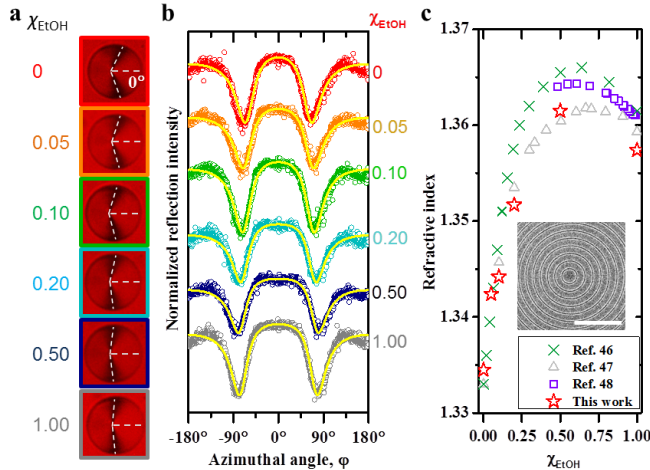 a
χEtOH
0
0.05
0.10
0.20
0.50
1.00
0°
b
χEtOH
0
0.05
0.10
0.20
0.50
1.00
Normalized reflection intensity
-180° -90° 0° 90° 180°
Azimuthal angle, φ
c
1.37
1.36
1.35
1.34
1.33
Refractive index
Ref. 46
Ref. 47
Ref. 48
This work
0.00 0.25 0.50 0.75 1.00
χEtOH